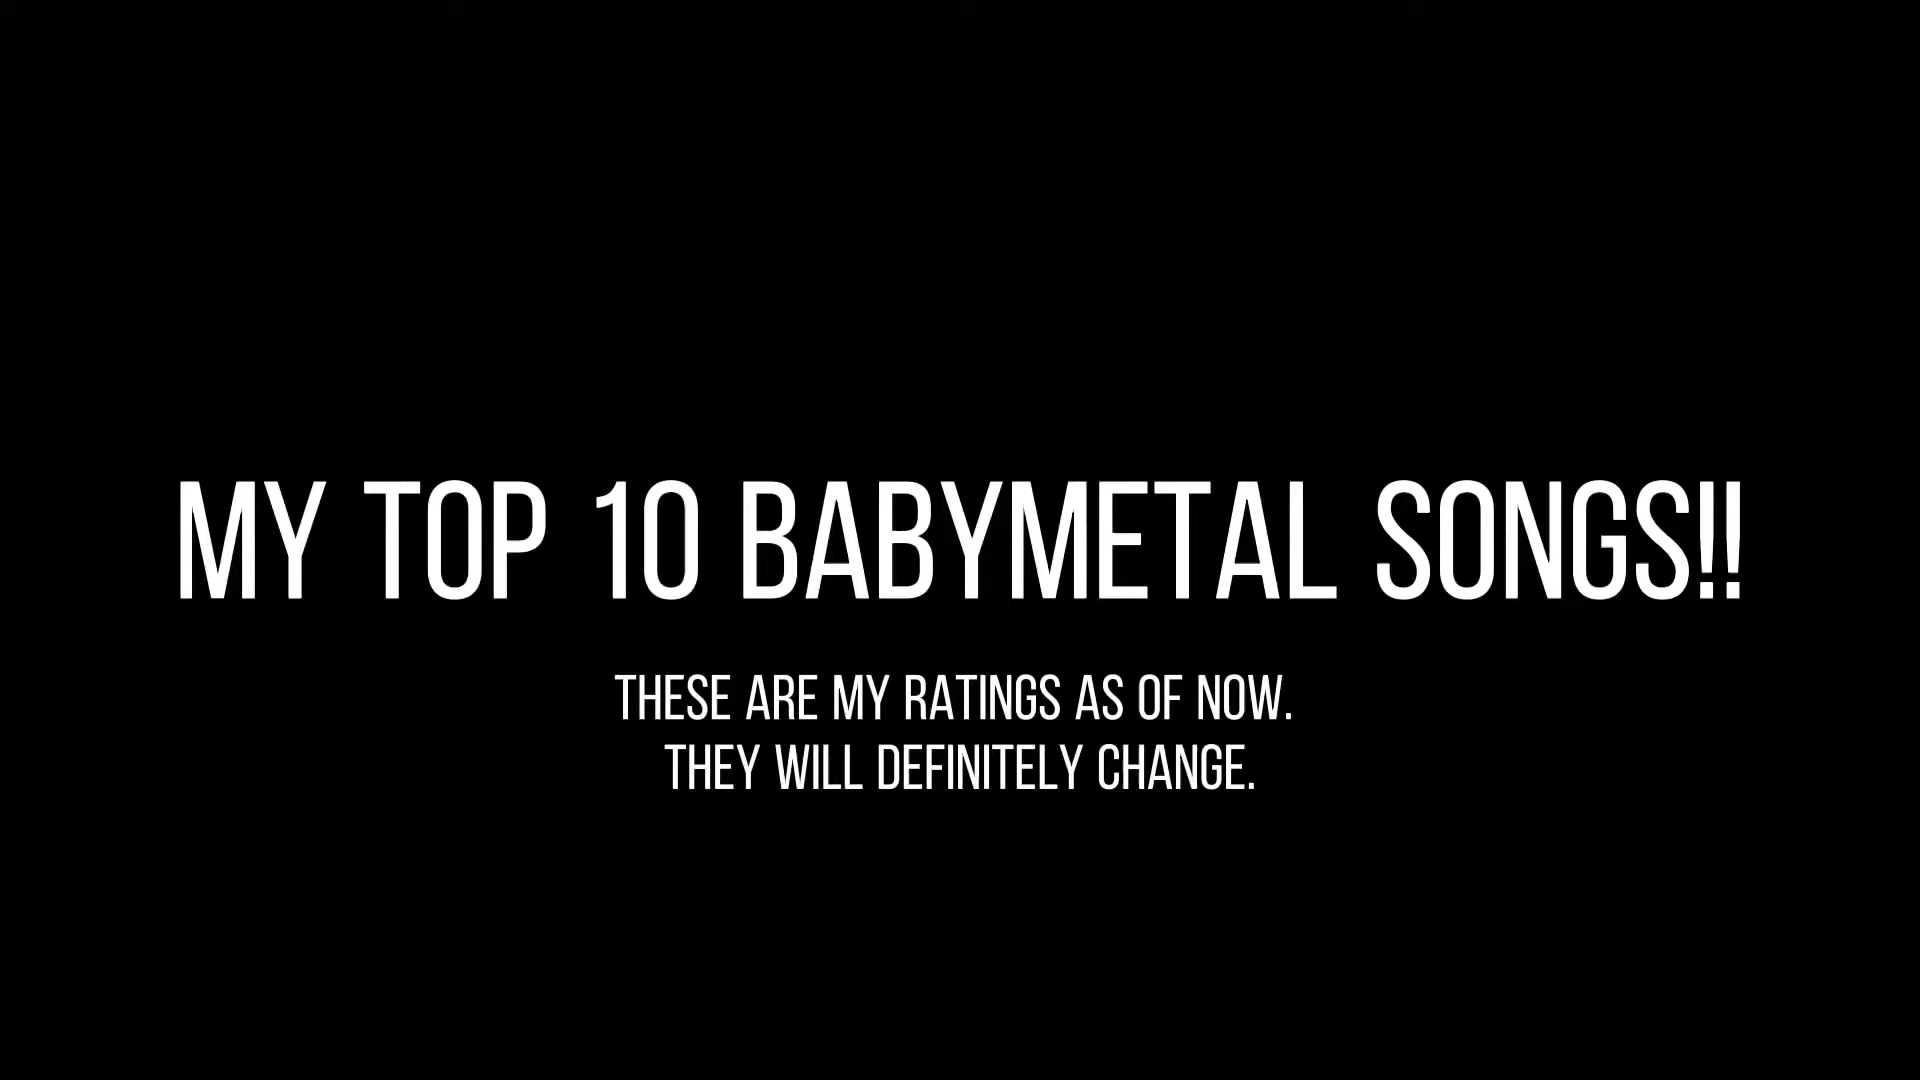 MY TOP 10 BABYMETAL SONGS!!
THESE ARE MY RATINGS AS OF NOW.
THEY WILL DEFINITELY CHANGE.